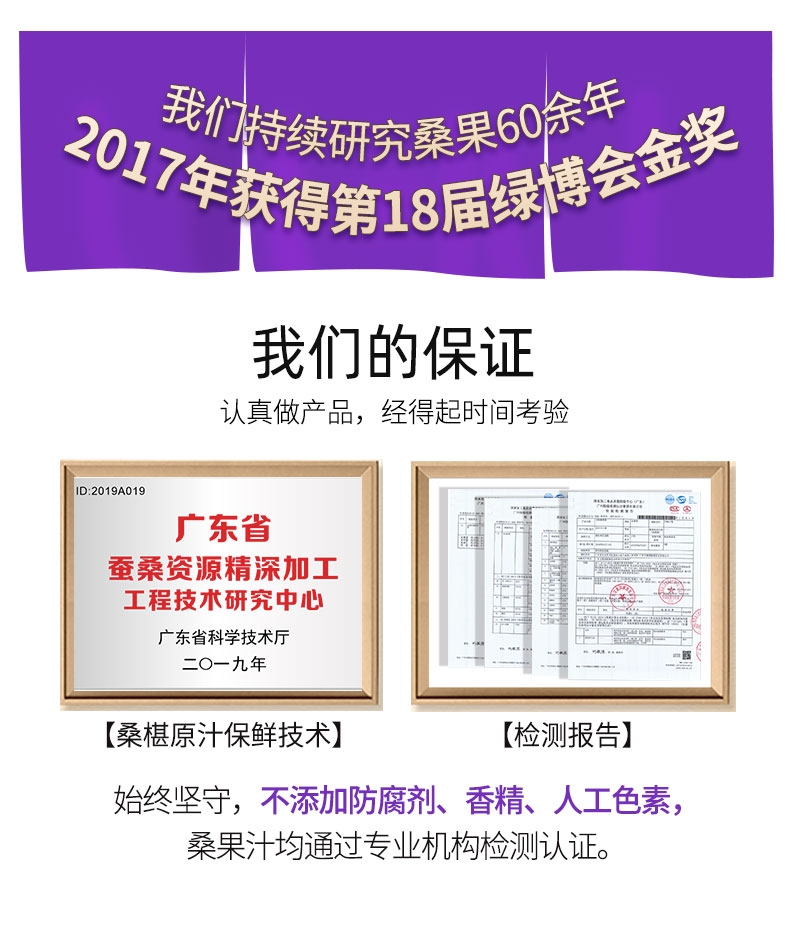 我们持续研究桑果60余年
2017年获得第18届绿博会金奖
我们的保证
认真做产品，经得起时间考验
ID:2019A019
广东省
蚕桑资源精深加工
工程技术研究中心
广东省科学技术厅
二〇一九年
【桑椹原汁保鲜技术】
【检测报告】
始终坚守，不添加防腐剂、香精、人工色素，
桑果汁均通过专业机构检测认证。